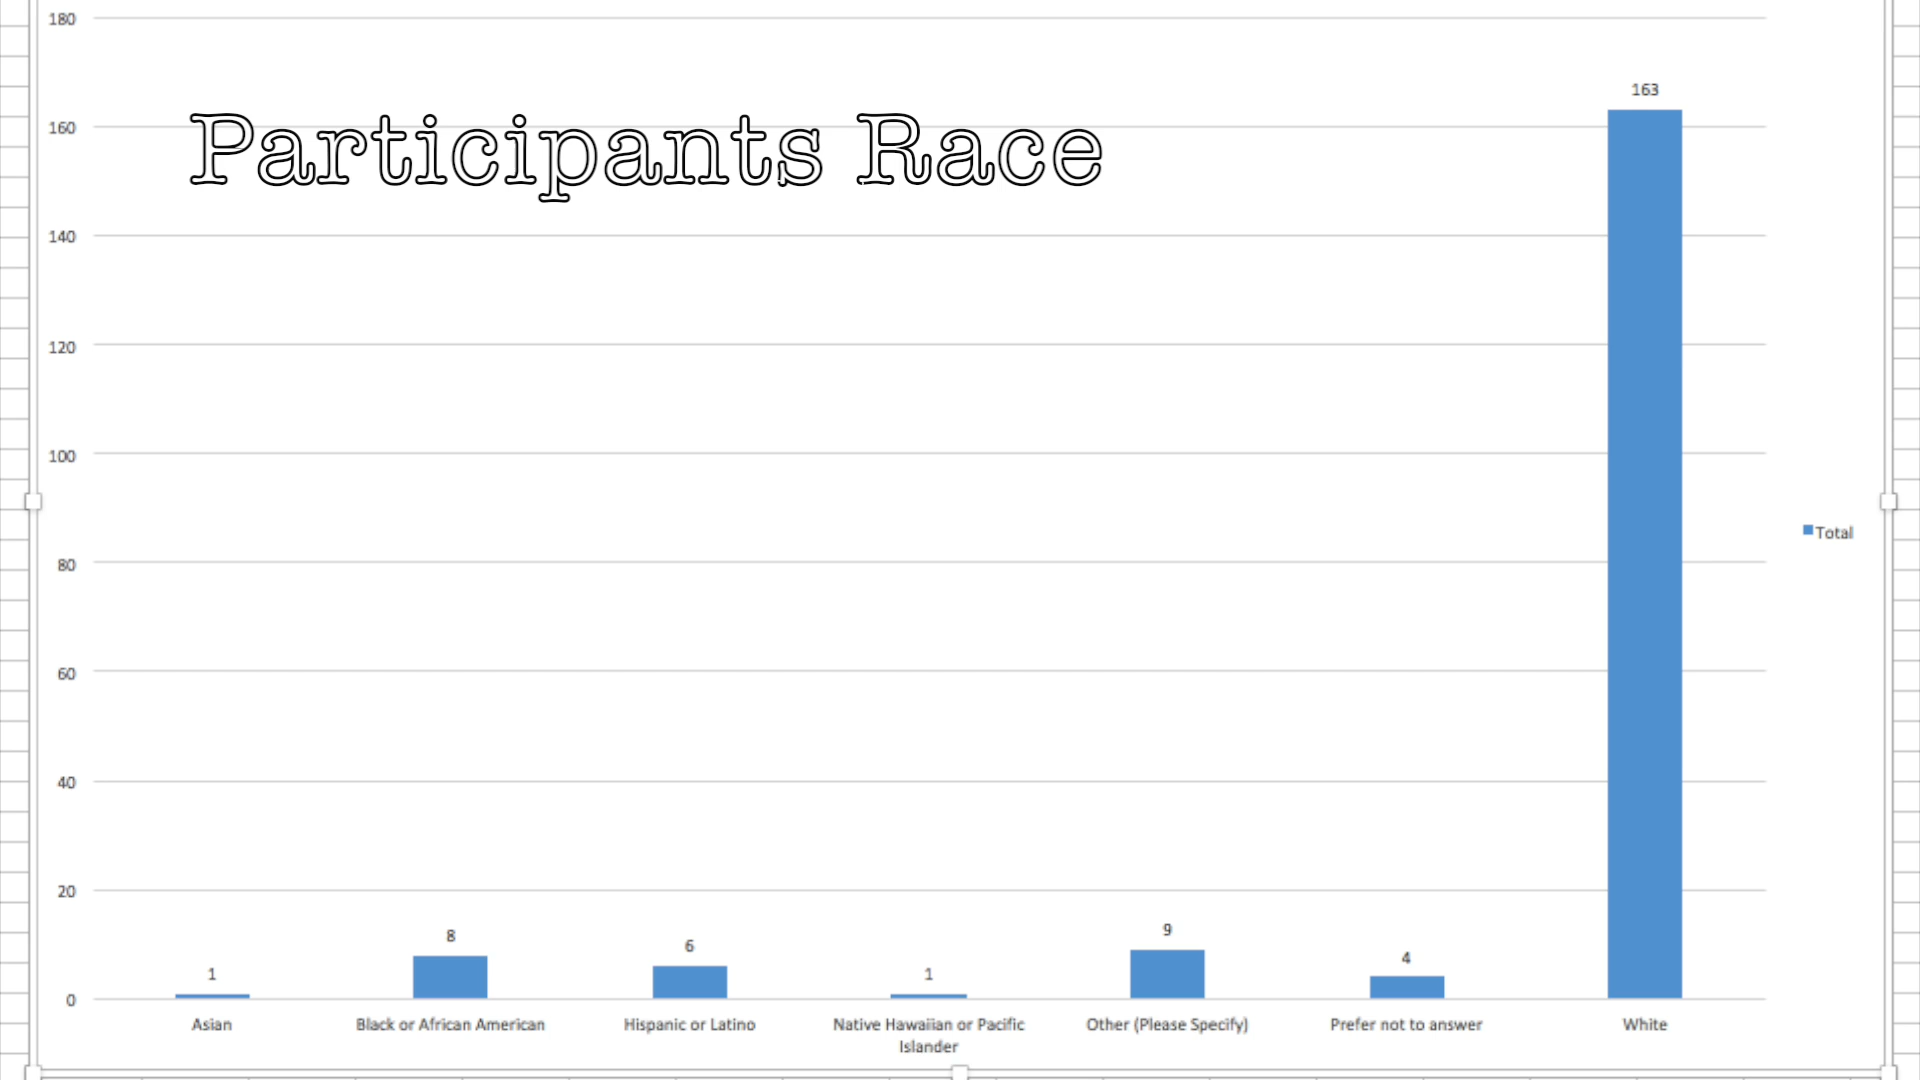 180
163
160
Participants Race
140
120
100
80
Total
60
40
20
0
1
8
6
1
9
4
Asian
Black or African American
Hispanic or Latino
Native Hawaiian or Pacific
Islander
Other (Please Specify)
Prefer not to answer
White